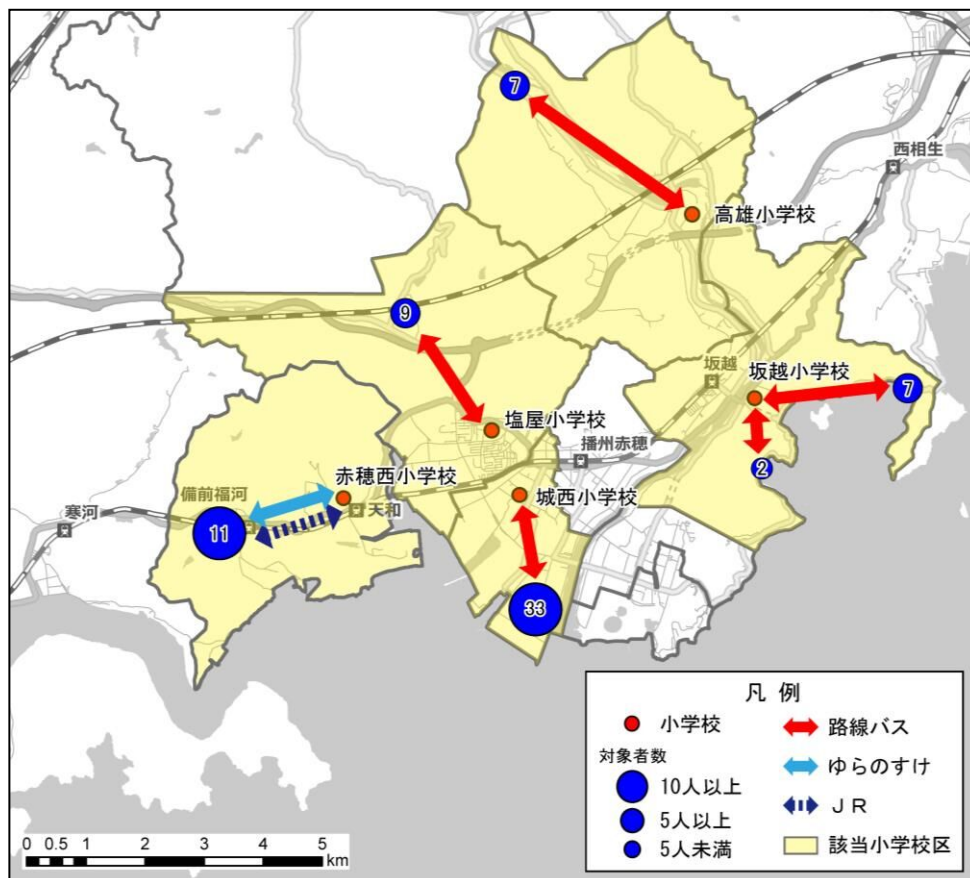 7
西相生
高雄小学校
9
坂越
坂越小学校
7
塩屋小学校
播州赤穂
2
赤穂西小学校
城西小学校
備前福河
天和
寒河
11
33
凡 例
小学校
対象者数
10人以上
5人以上
5人未満
路線バス
ゆらのすけ
ＪＲ
該当小学校区
0 0.5 1 2 3 4 5
km